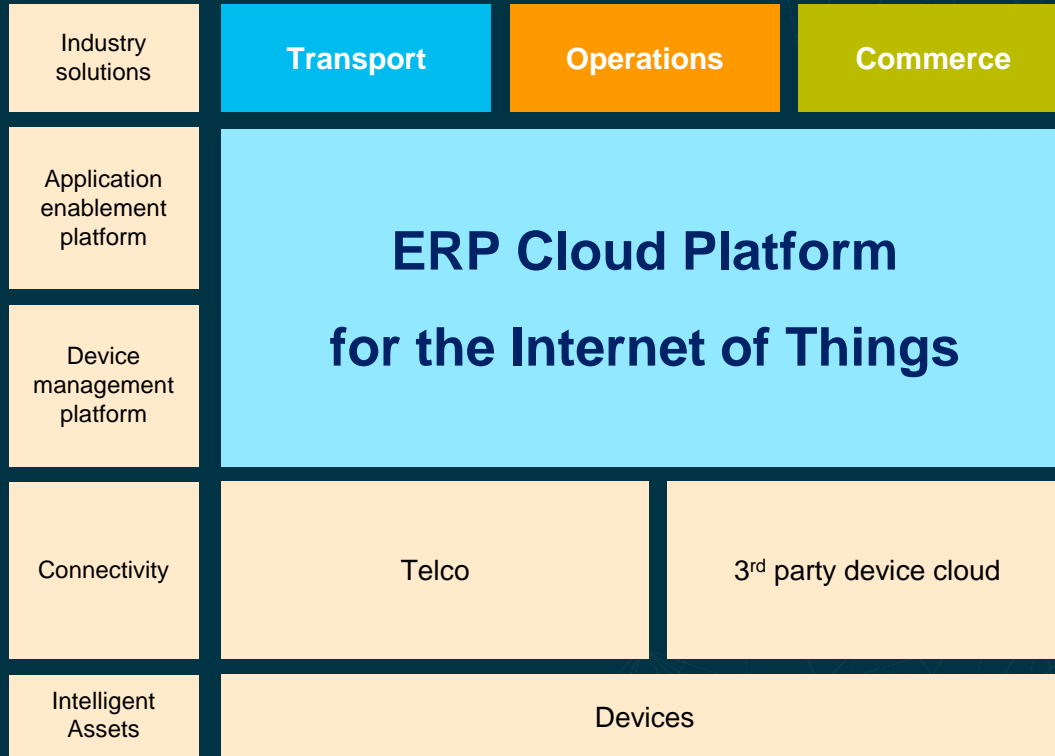 Industry
solutions
Transport
Operations
Commerce
Application
enablement
platform
ERP Cloud Platform
for the Internet of Things
Device
management
platform
Connectivity
Telco
3rd party device cloud
Intelligent
Assets
Devices